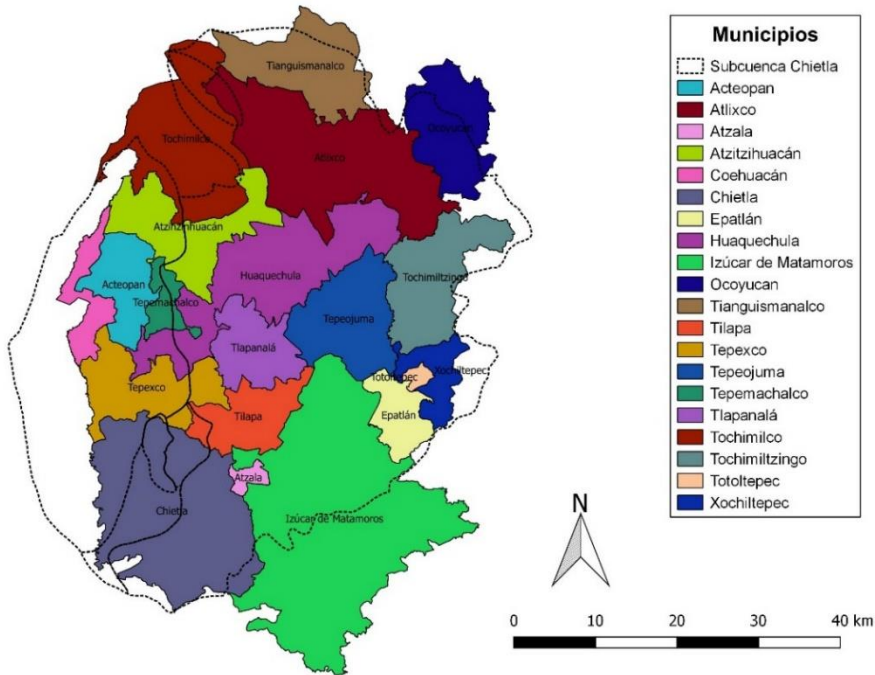 Tianguismanalco
Ocoyucan
Tochimilco
Atlixco
Atzinzinhuacán
Huaquechula
Tochimiltzingo
Acteopan
Tepemachalco
Tepeojuma
Tlapanalá
Totoltepec
Xochiltepec
Tepexco
Tilapa
Epatlán
Atzala
Chietla
Izúcar de Matamoros
Municipios
Subcuenca Chietla
Acteopan
Atlixco
Atzala
Atzitzihuacán
Coehuacán
Chietla
Epatlán
Huaquechula
Izúcar de Matamoros
Ocoyucan
Tianguismanalco
Tilapa
Tepexco
Tepeojuma
Tepemachalco
Tlapanalá
Tochimilco
Tochimiltzingo
Totoltepec
Xochiltepec
N
0 10 20 30 40 km